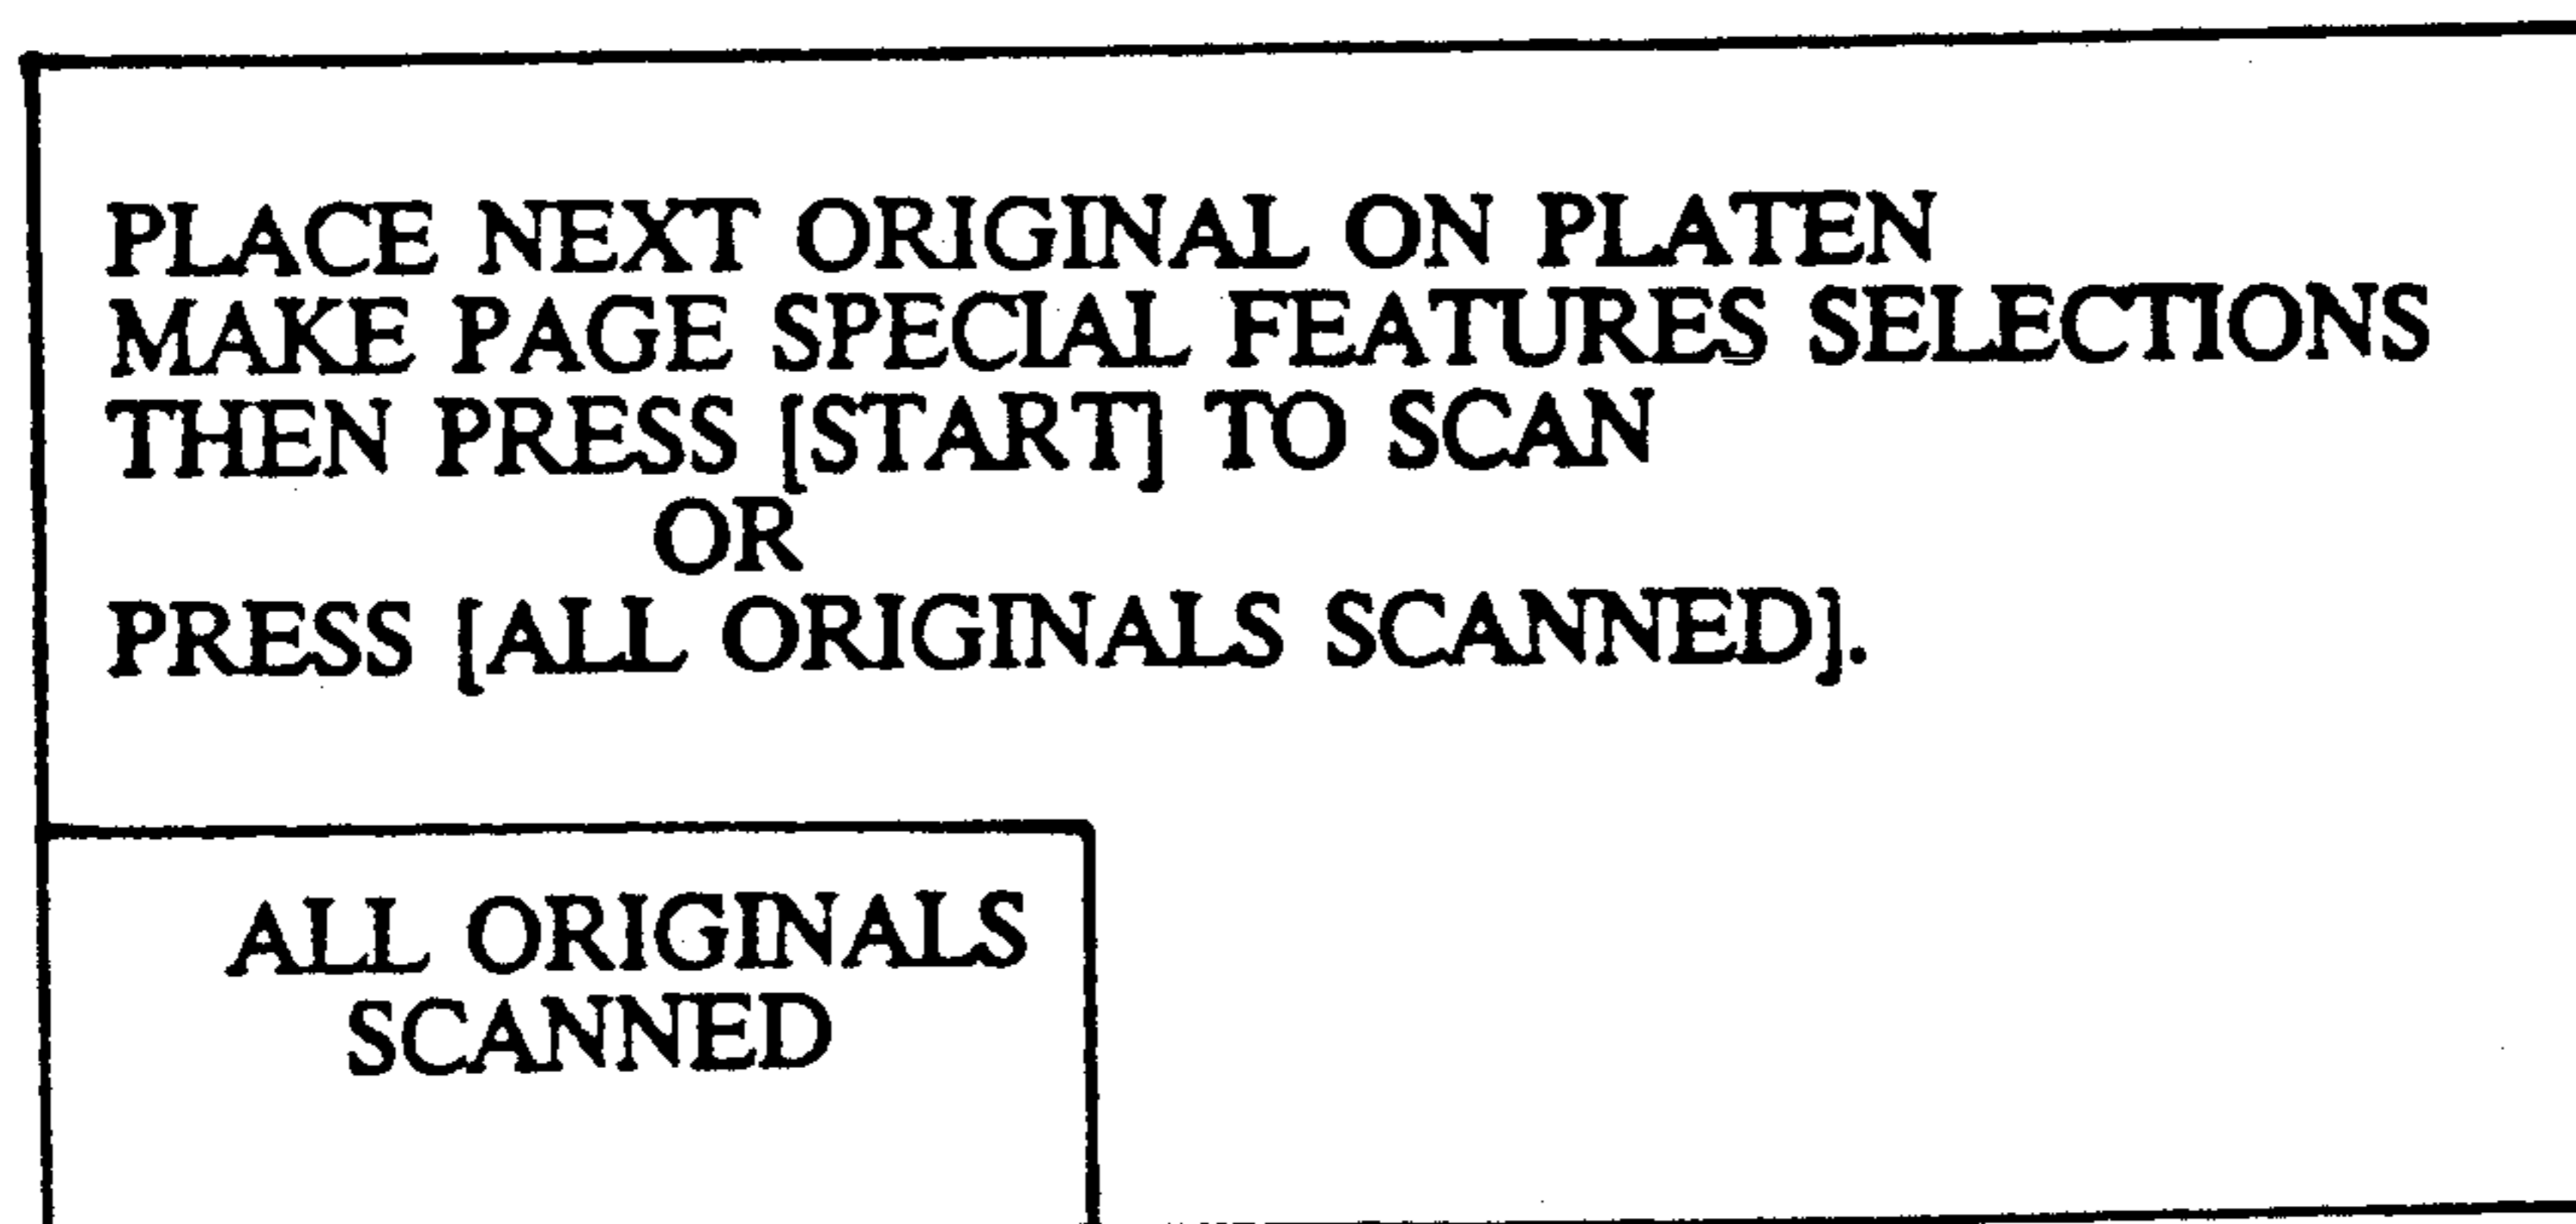 PLACE NEXT ORIGINAL ON PLATEN
MAKE PAGE SPECIAL FEATURES SELECTIONS
THEN PRESS [START] TO SCAN
OR
PRESS [ALL ORIGINALS SCANNED].
ALL ORIGINALS
SCANNED